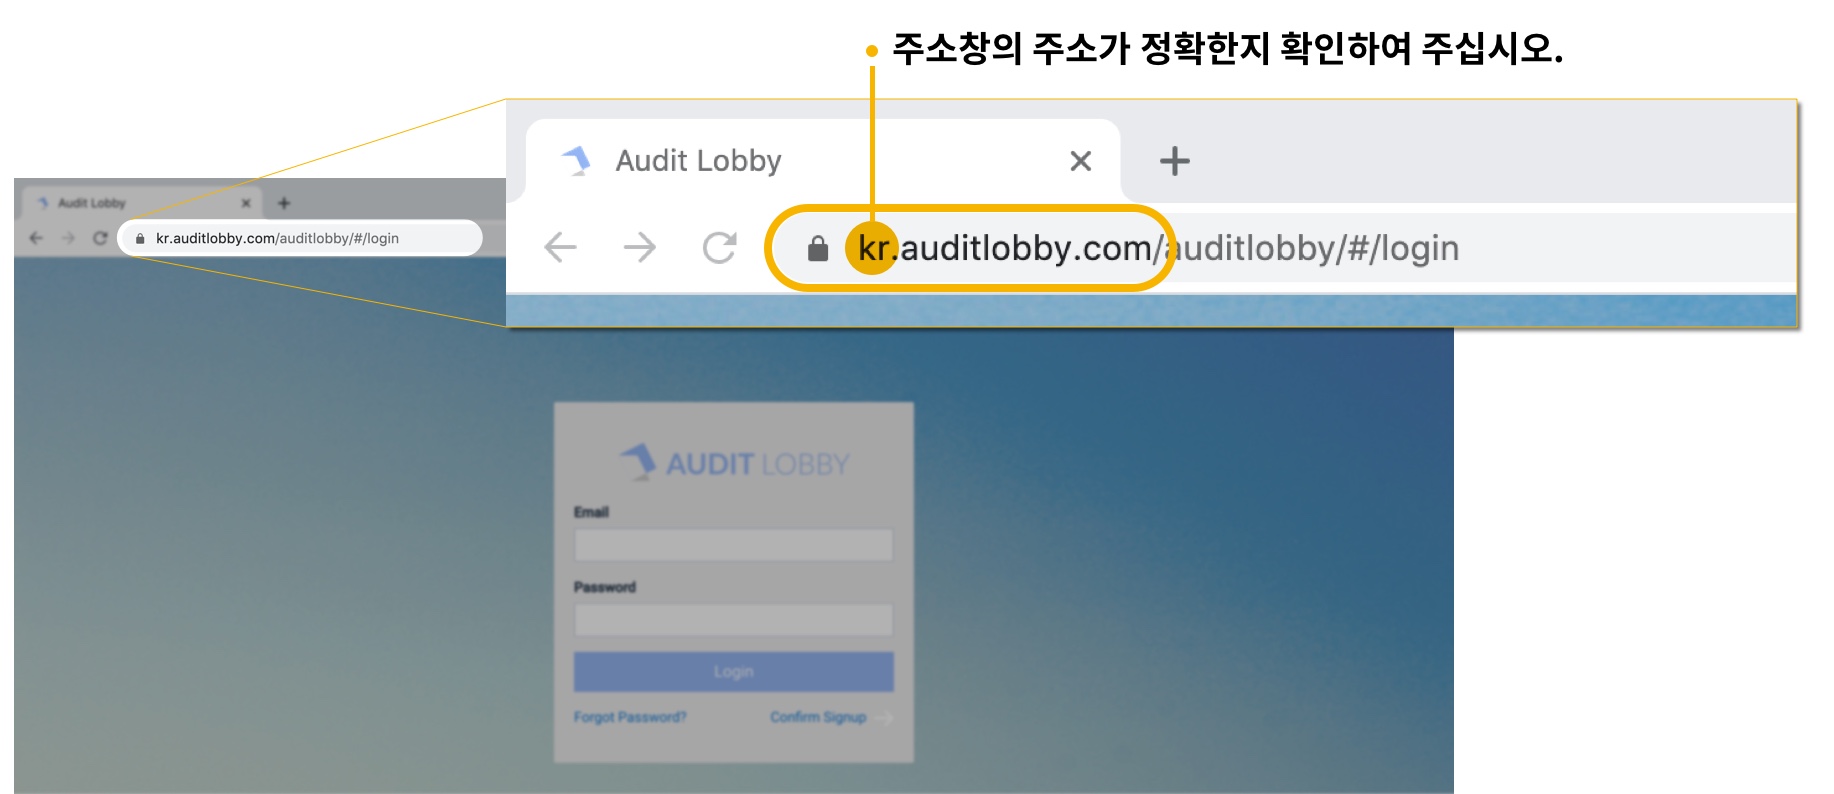 주소창의 주소가 정확한지 확인하여 주십시오.
Audit Lobby
kr.auditlobby.com/auditlobby/#/login
Audit Lobby
kr.auditlobby.com/auditlobby/#/login
AUDIT LOBBY
Email
Password
Login
Forgot Password? Confirm Signup